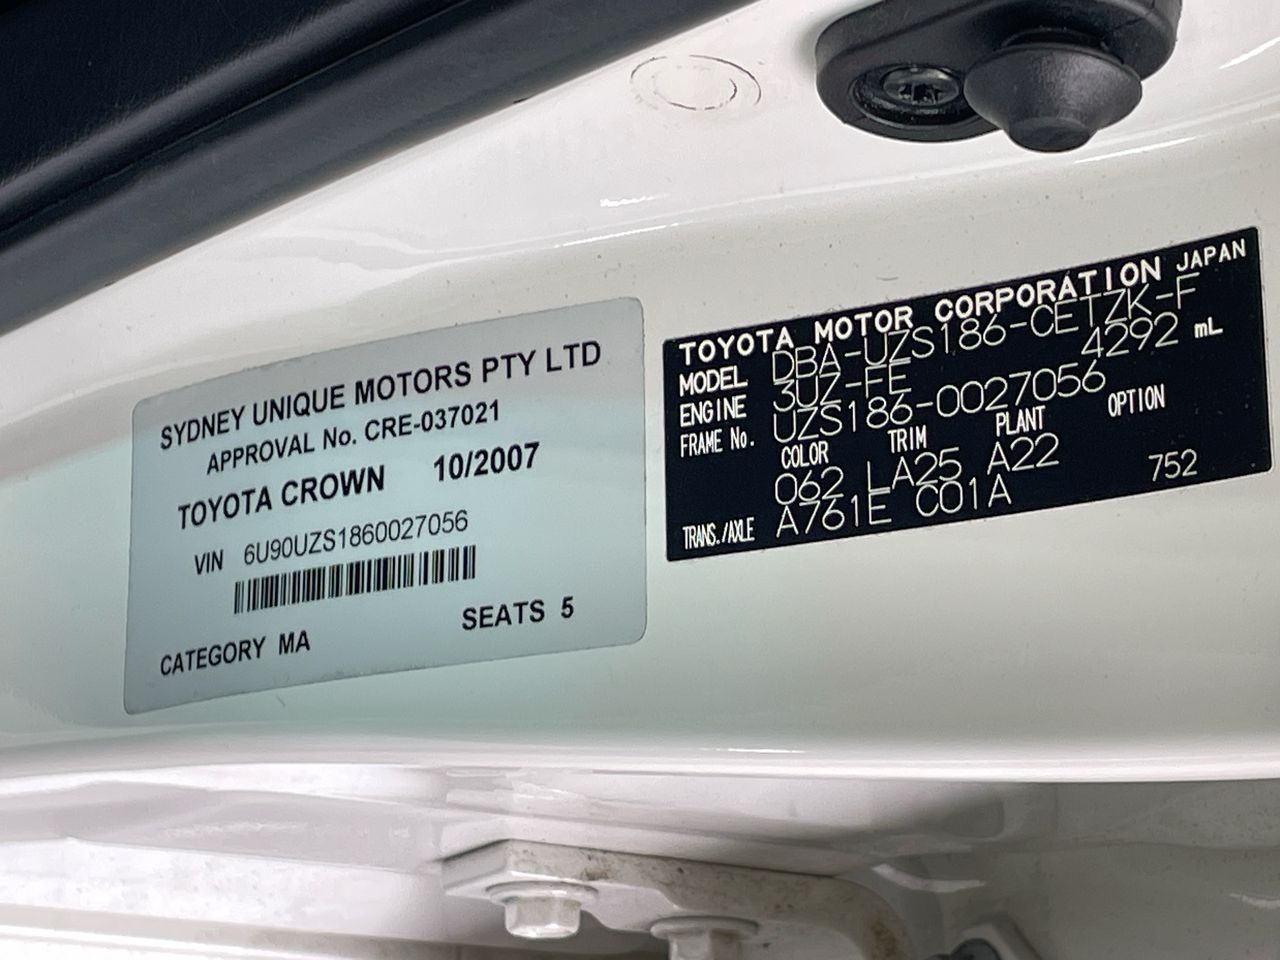 SYDNEY UNIQUE MOTORS PTY LTD
APPROVAL No. CRE-037021
TOYOTA CROWN 10/2007
VIN 6U90UZS1860027056
CATEGORY MA SEATS 5
TOYOTA MOTOR CORPORATION JAPAN
MODEL DBA-UZS186-CETZK-F
ENGINE 3UZ-FE 4292 mL
FRAME No. UZS186-0027056
COLOR TRIM PLANT OPTION
062 LA25 A22
TRANS./AXLE A761E C01A 752